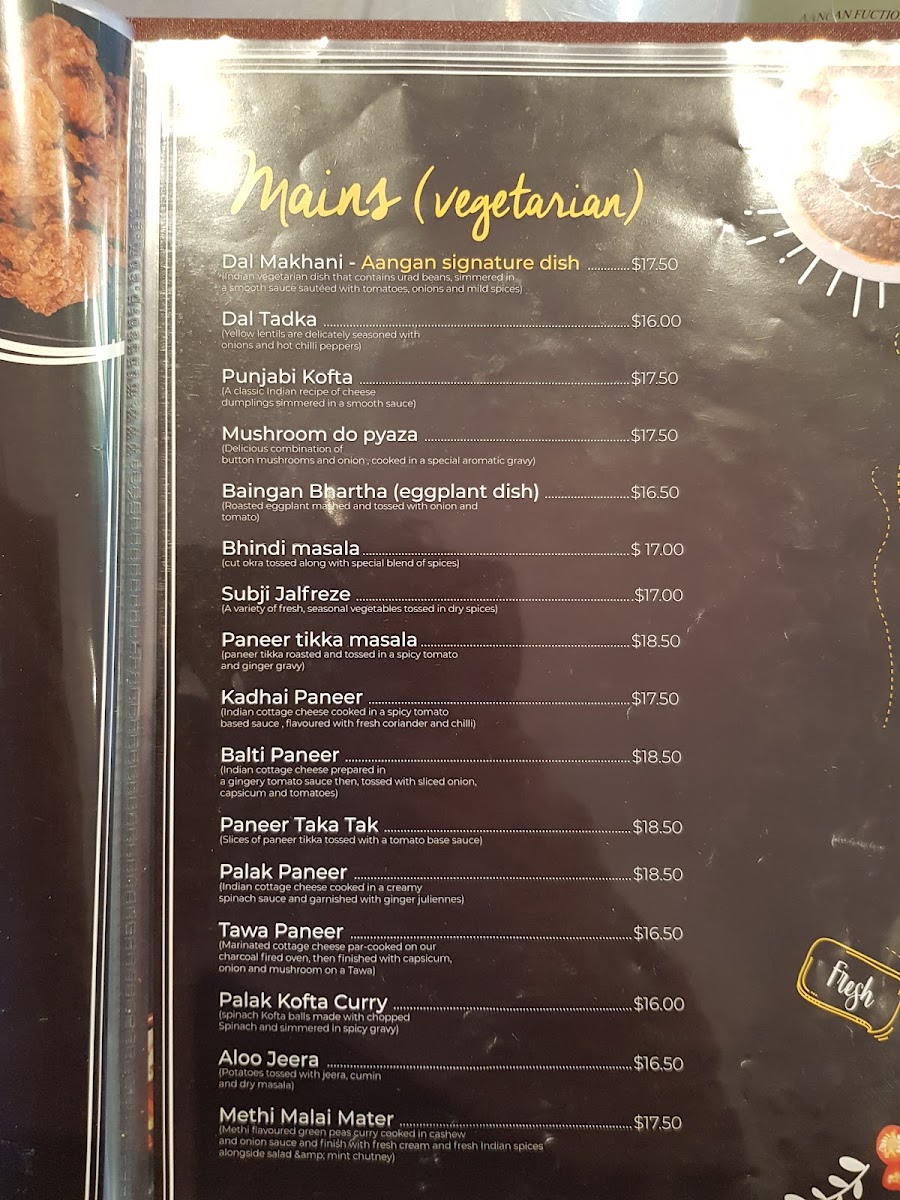 AANGAN FUCTIO
Mains (vegetarian)
Dal Makhani - Aangan signature dish ............$17.50
(Indian vegetarian dish that contains urad beans, simmered in
a smooth sauce sautéed with tomatoes, onions and mild spices)
Dal Tadka ............$16.00
(Yellow lentils are delicately seasoned with
onions and hot chilli peppers)
Punjabi Kofta ............$17.50
(A classic Indian recipe of cheese
dumplings simmered in a smooth sauce)
Mushroom do pyaza ............$17.50
(Delicious combination of
button mushrooms and onion , cooked in a special aromatic gravy)
Baingan Bhartha (eggplant dish) ............$16.50
(Roasted eggplant mashed and tossed with onion and
tomato)
Bhindi masala ............$ 17.00
(cut okra tossed along with special blend of spices)
Subji Jalfreze ............$17.00
(A variety of fresh, seasonal vegetables tossed in dry spices)
Paneer tikka masala ............$18.50
(paneer tikka roasted and tossed in a spicy tomato
and ginger gravy)
Kadhai Paneer ............$17.50
(Indian cottage cheese cooked in a spicy tomato
based sauce , flavoured with fresh coriander and chilli)
Balti Paneer ............$18.50
(Indian cottage cheese prepared in
a gingery tomato sauce then, tossed with sliced onion,
capsicum and tomatoes)
Paneer Taka Tak ............$18.50
(Slices of paneer tikka tossed with a tomato base sauce)
Palak Paneer ............$18.50
(Indian cottage cheese cooked in a creamy
spinach sauce and garnished with ginger juliennes)
Tawa Paneer ............$16.50
(Marinated cottage cheese par-cooked on our
charcoal fired oven, then finished with capsicum,
onion and mushroom on a Tawa)
Fresh
Palak Kofta Curry ............$16.00
(spinach Kofta balls made with chopped
Spinach and simmered in spicy gravy)
Aloo Jeera ............$16.50
(Potatoes tossed with jeera, cumin
and dry masala)
Methi Malai Mater ............$17.50
(Methi flavoured green peas curry cooked in cashew
and onion sauce and finish with fresh cream and fresh Indian spices
alongside salad &amp; mint chutney)